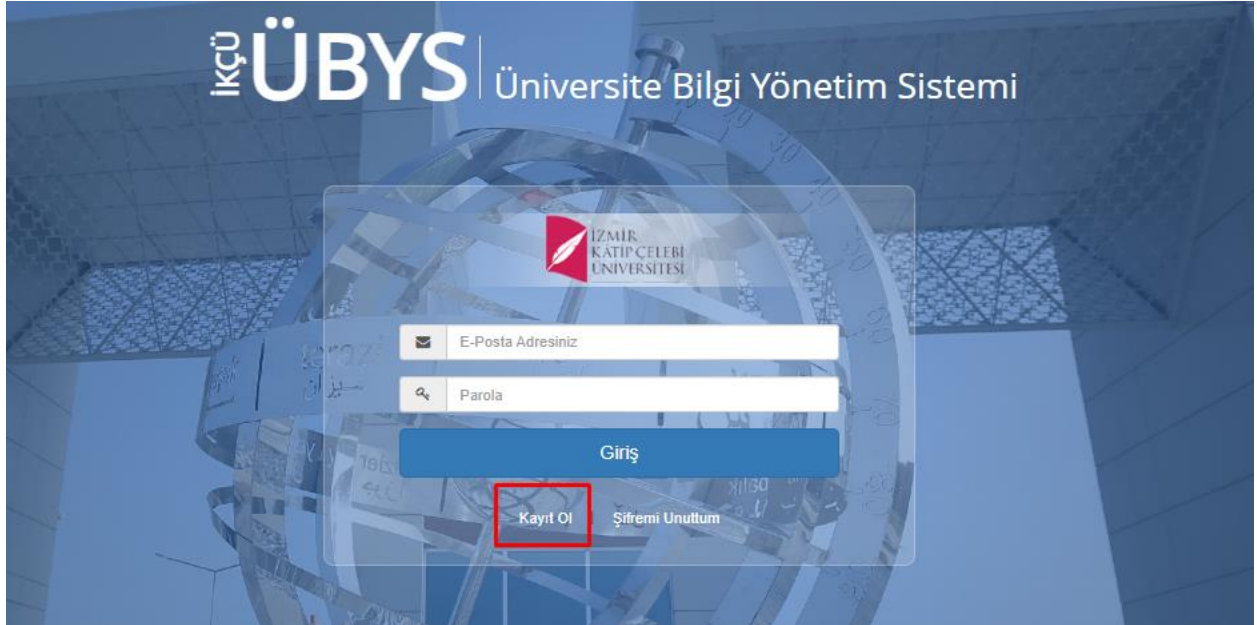 İKÇÜ ÜBYS Üniversite Bilgi Yönetim Sistemi
İZMİR
KÂTİP ÇELEBİ
ÜNİVERSİTESİ
E-Posta Adresiniz
Parola
Giriş
Kayıt Ol | Şifremi Unuttum